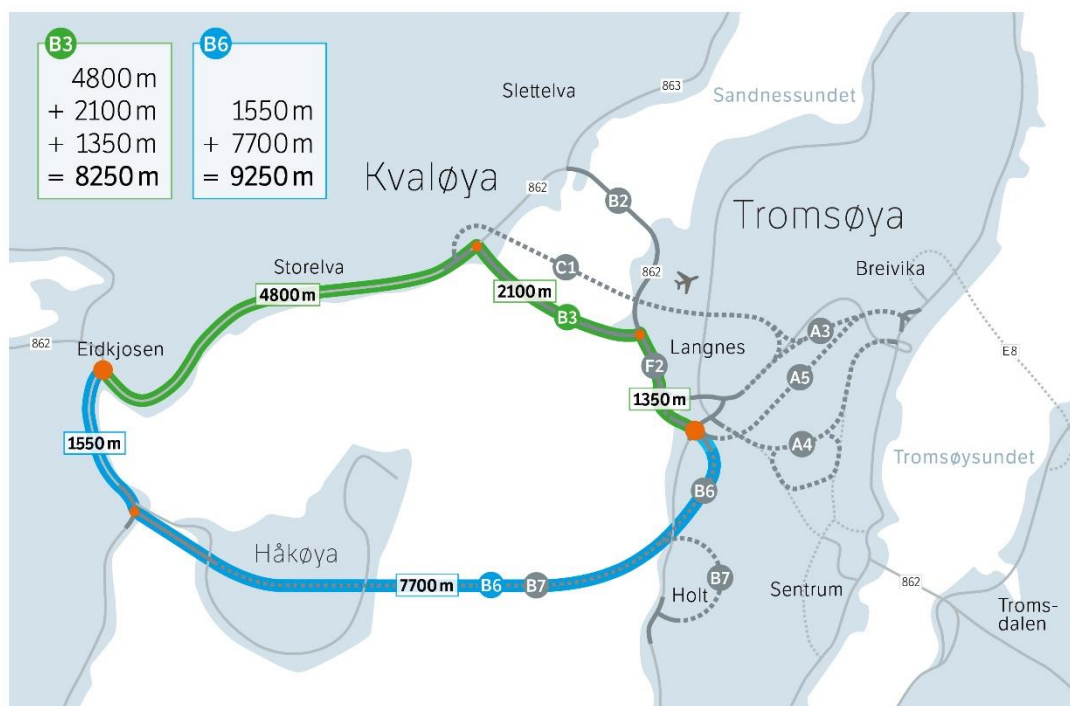 B3
4800 m
+ 2100 m
+ 1350 m
= 8250 m
B6
1550 m
+ 7700 m
= 9250 m
Slettelva
863
Sandnessundet
Kvaløya
862
B2
Tromsøya
Storelva
C1
862
Breivika
4800 m
2100 m
B3
A3
862
Eidkjosen
Langnes
E8
F2
A5
1350 m
1550 m
A4
Tromsøysundet
B6
Håkøya
7700 m
B6
B7
Holt
B7
Sentrum
862
Troms-
dalen